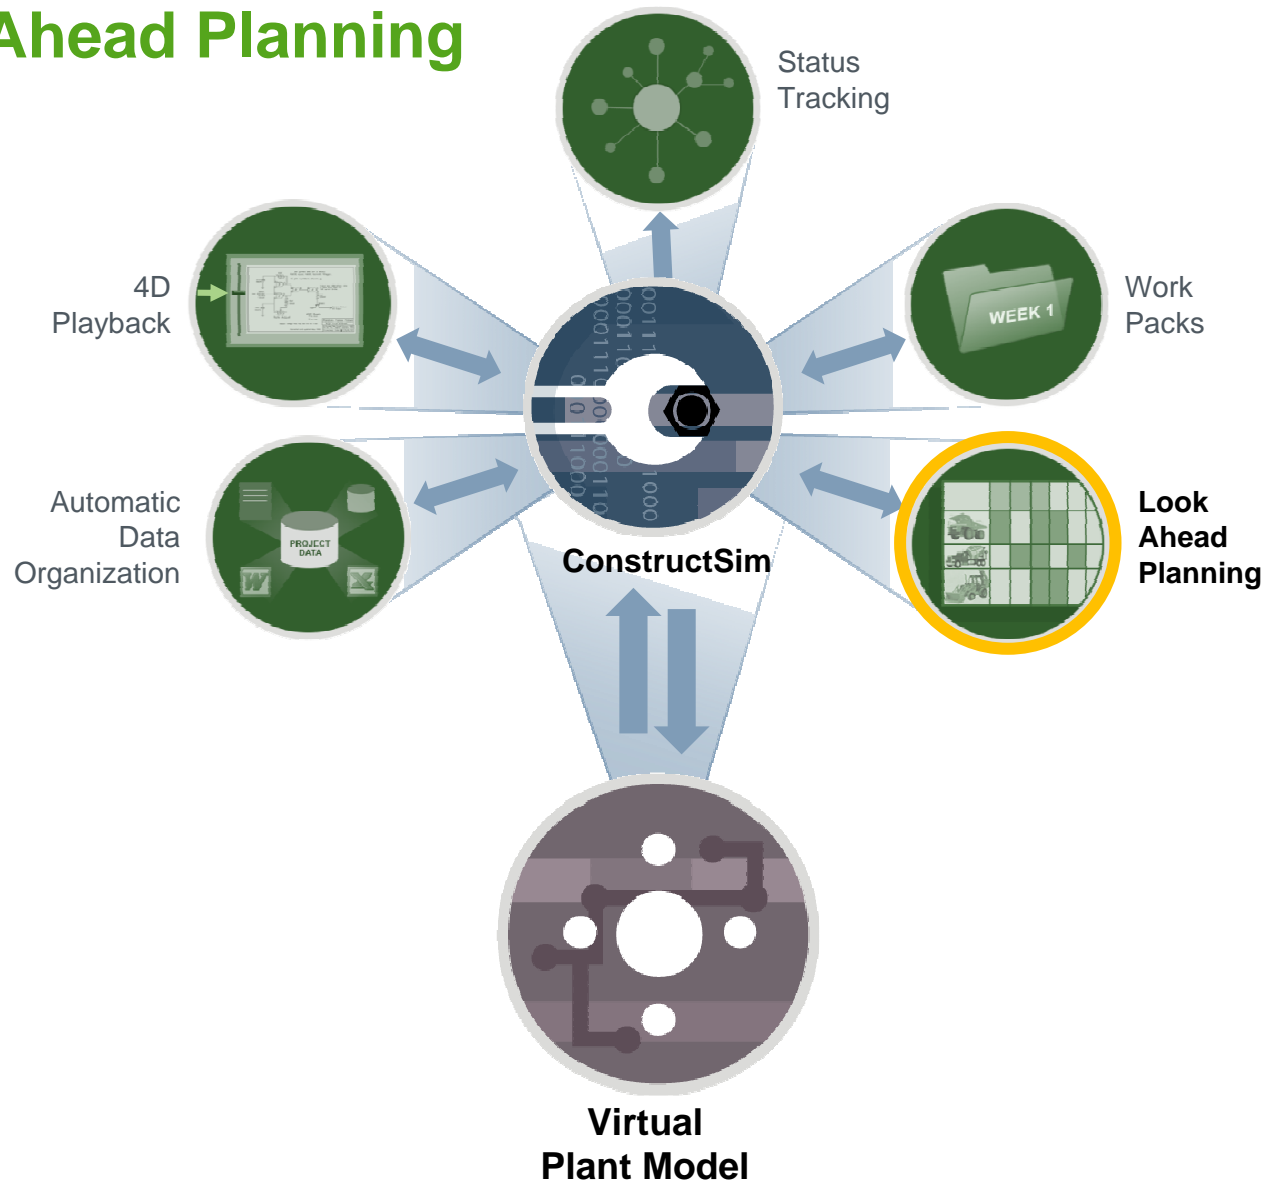 Ahead Planning
Status
Tracking
4D
Playback
WEEK 1
Work
Packs
Automatic
Data
Organization
PROJECT
DATA
W
X
ConstructSim
Look
Ahead
Planning
Virtual
Plant Model